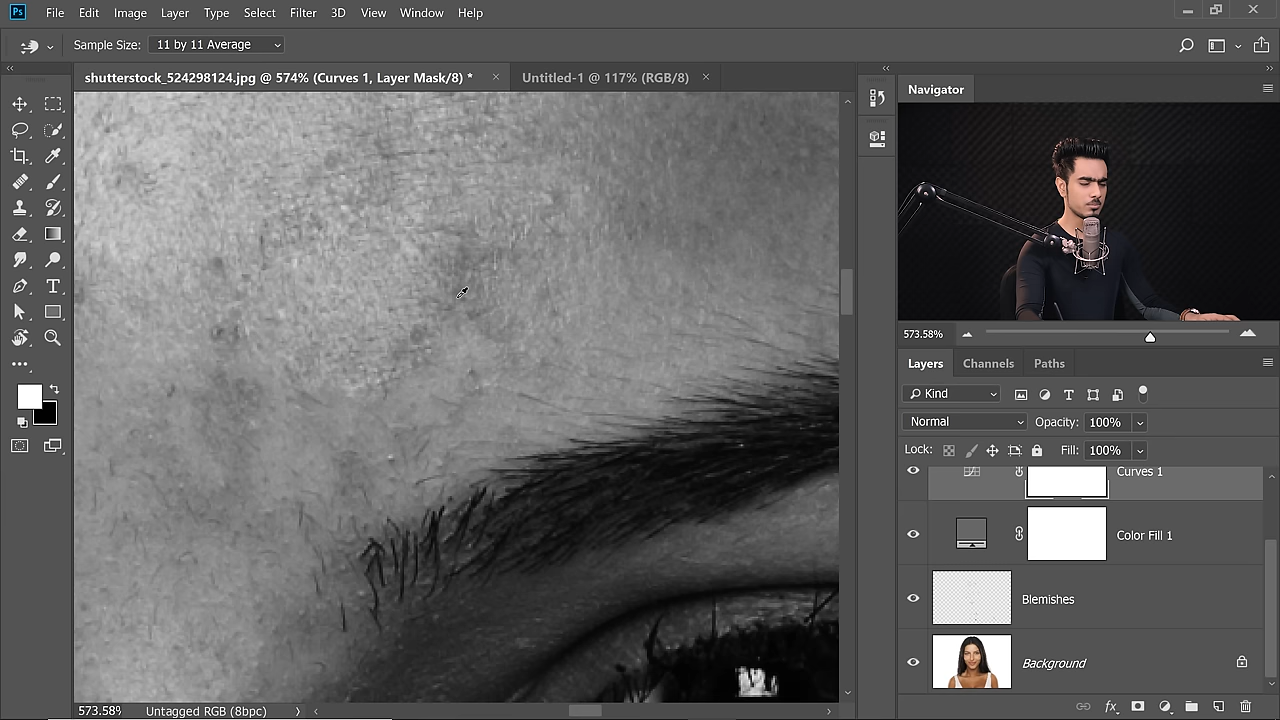 Ps File Edit Image Layer Type Select Filter 3D View Window Help
Sample Size: 11 by 11 Average
shutterstock_524298124.jpg @ 574% (Curves 1, Layer Mask/8) * × Untitled-1 @ 117% (RGB/8) ×
Navigator
573.58%
Layers Channels Paths
Kind
Normal Opacity: 100%
Lock: Fill: 100%
Curves 1
Color Fill 1
Blemishes
Background
573.58% Untagged RGB (8bpc)